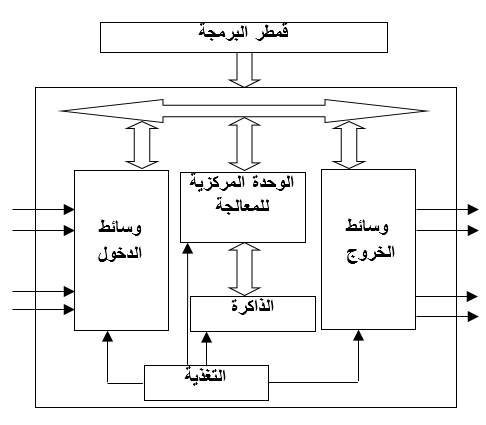 قمطر البرمجة
الوحدة المركزية
للمعالجة
وسائط
الخروج
وسائط
الدخول
الذاكرة
التغذية